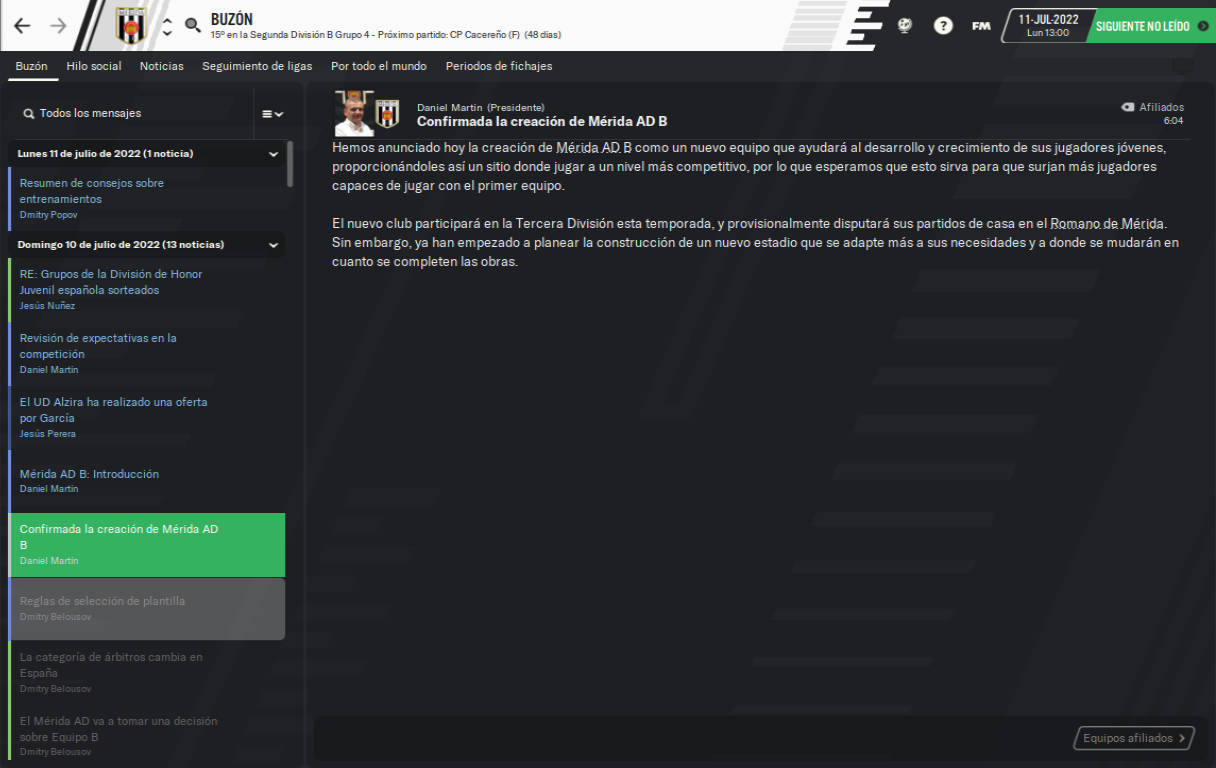 BUZÓN
15º en la Segunda División B Grupo 4 - Próximo partido: CP Cacereño (F) (48 días)
?
FM
11-JUL-2022
Lun 13:00
SIGUIENTE NO LEÍDO
Buzón Hilo social Noticias Seguimiento de ligas Por todo el mundo Periodos de fichajes
Todos los mensajes
Lunes 11 de julio de 2022 (1 noticia)
Resumen de consejos sobre
entrenamientos
Dmitry Popov
Domingo 10 de julio de 2022 (13 noticias)
RE: Grupos de la División de Honor
Juvenil española sorteados
Jesús Nuñez
Revisión de expectativas en la
competición
Daniel Martin
El UD Alzira ha realizado una oferta
por García
Jesús Perera
Mérida AD B: Introducción
Daniel Martin
Confirmada la creación de Mérida AD
B
Daniel Martin
Reglas de selección de plantilla
Dmitry Belousov
La categoría de árbitros cambia en
España
Dmitry Belousov
El Mérida AD va a tomar una decisión
sobre Equipo B
Dmitry Belousov
Daniel Martin (Presidente)
Confirmada la creación de Mérida AD B
Afiliados
6:04
Hemos anunciado hoy la creación de Mérida AD B como un nuevo equipo que ayudará al desarrollo y crecimiento de sus jugadores jóvenes,
proporcionándoles así un sitio donde jugar a un nivel más competitivo, por lo que esperamos que esto sirva para que surjan más jugadores
capaces de jugar con el primer equipo.
El nuevo club participará en la Tercera División esta temporada, y provisionalmente disputará sus partidos de casa en el Romano de Mérida.
Sin embargo, ya han empezado a planear la construcción de un nuevo estadio que se adapte más a sus necesidades y a donde se mudarán en
cuanto se completen las obras.
Equipos afiliados